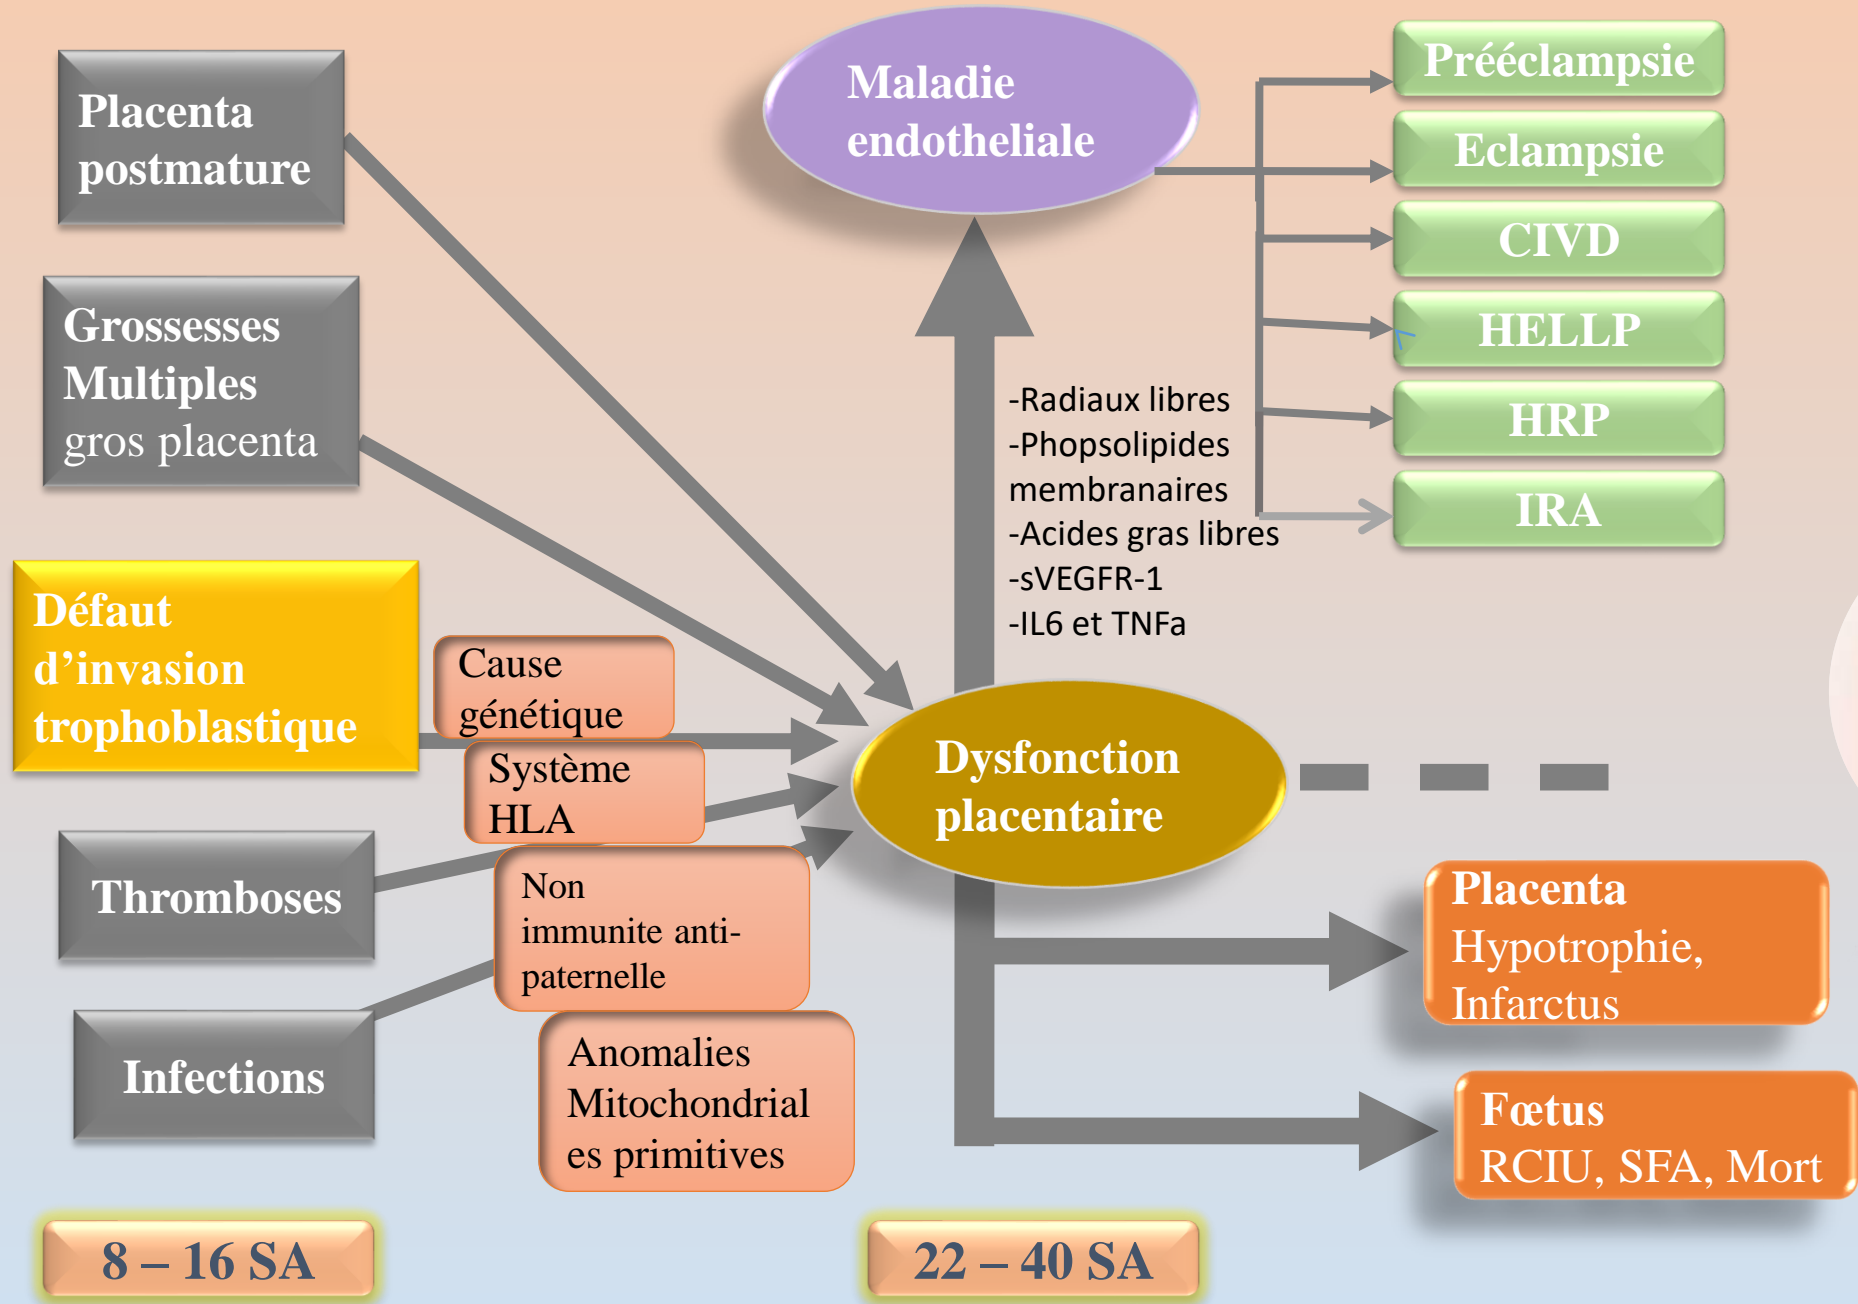 Placenta
postmature
Grossesses
Multiples
gros placenta
Défaut
d’invasion
trophoblastique
Thromboses
Infections
8 – 16 SA
Cause
génétique
Système
HLA
Non
immunite anti-
paternelle
Anomalies
Mitochondrial
es primitives
Maladie
endotheliale
-Radiaux libres
-Phopsolipides
membranaires
-Acides gras libres
-sVEGFR-1
-IL6 et TNFa
Dysfonction
placentaire
22 – 40 SA
Prééclampsie
Eclampsie
CIVD
HELLP
HRP
IRA
Placenta
Hypotrophie,
Infarctus
Fœtus
RCIU, SFA, Mort